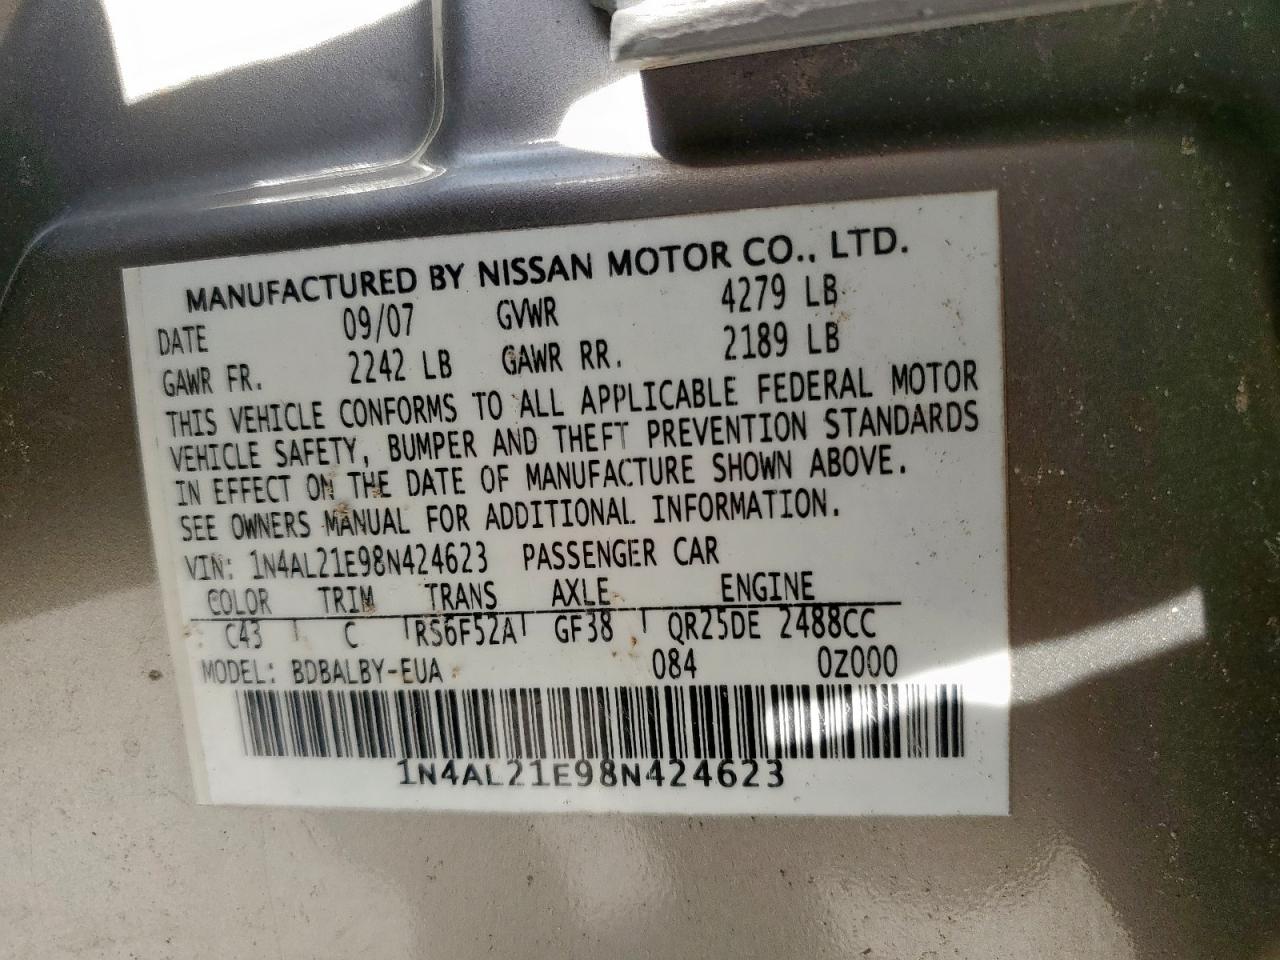 MANUFACTURED BY NISSAN MOTOR CO., LTD.
DATE 09/07 GVWR 4279 LB
GAWR FR. 2242 LB GAWR RR. 2189 LB
THIS VEHICLE CONFORMS TO ALL APPLICABLE FEDERAL MOTOR
VEHICLE SAFETY, BUMPER AND THEFT PREVENTION STANDARDS
IN EFFECT ON THE DATE OF MANUFACTURE SHOWN ABOVE.
SEE OWNERS MANUAL FOR ADDITIONAL INFORMATION.
VIN: 1N4AL21E98N424623 PASSENGER CAR
COLOR TRIM TRANS AXLE ENGINE
C43 C RS6F52A GF38 QR25DE 2488CC
MODEL: BDBALBY-EUA 084 0Z000
1N4AL21E98N424623